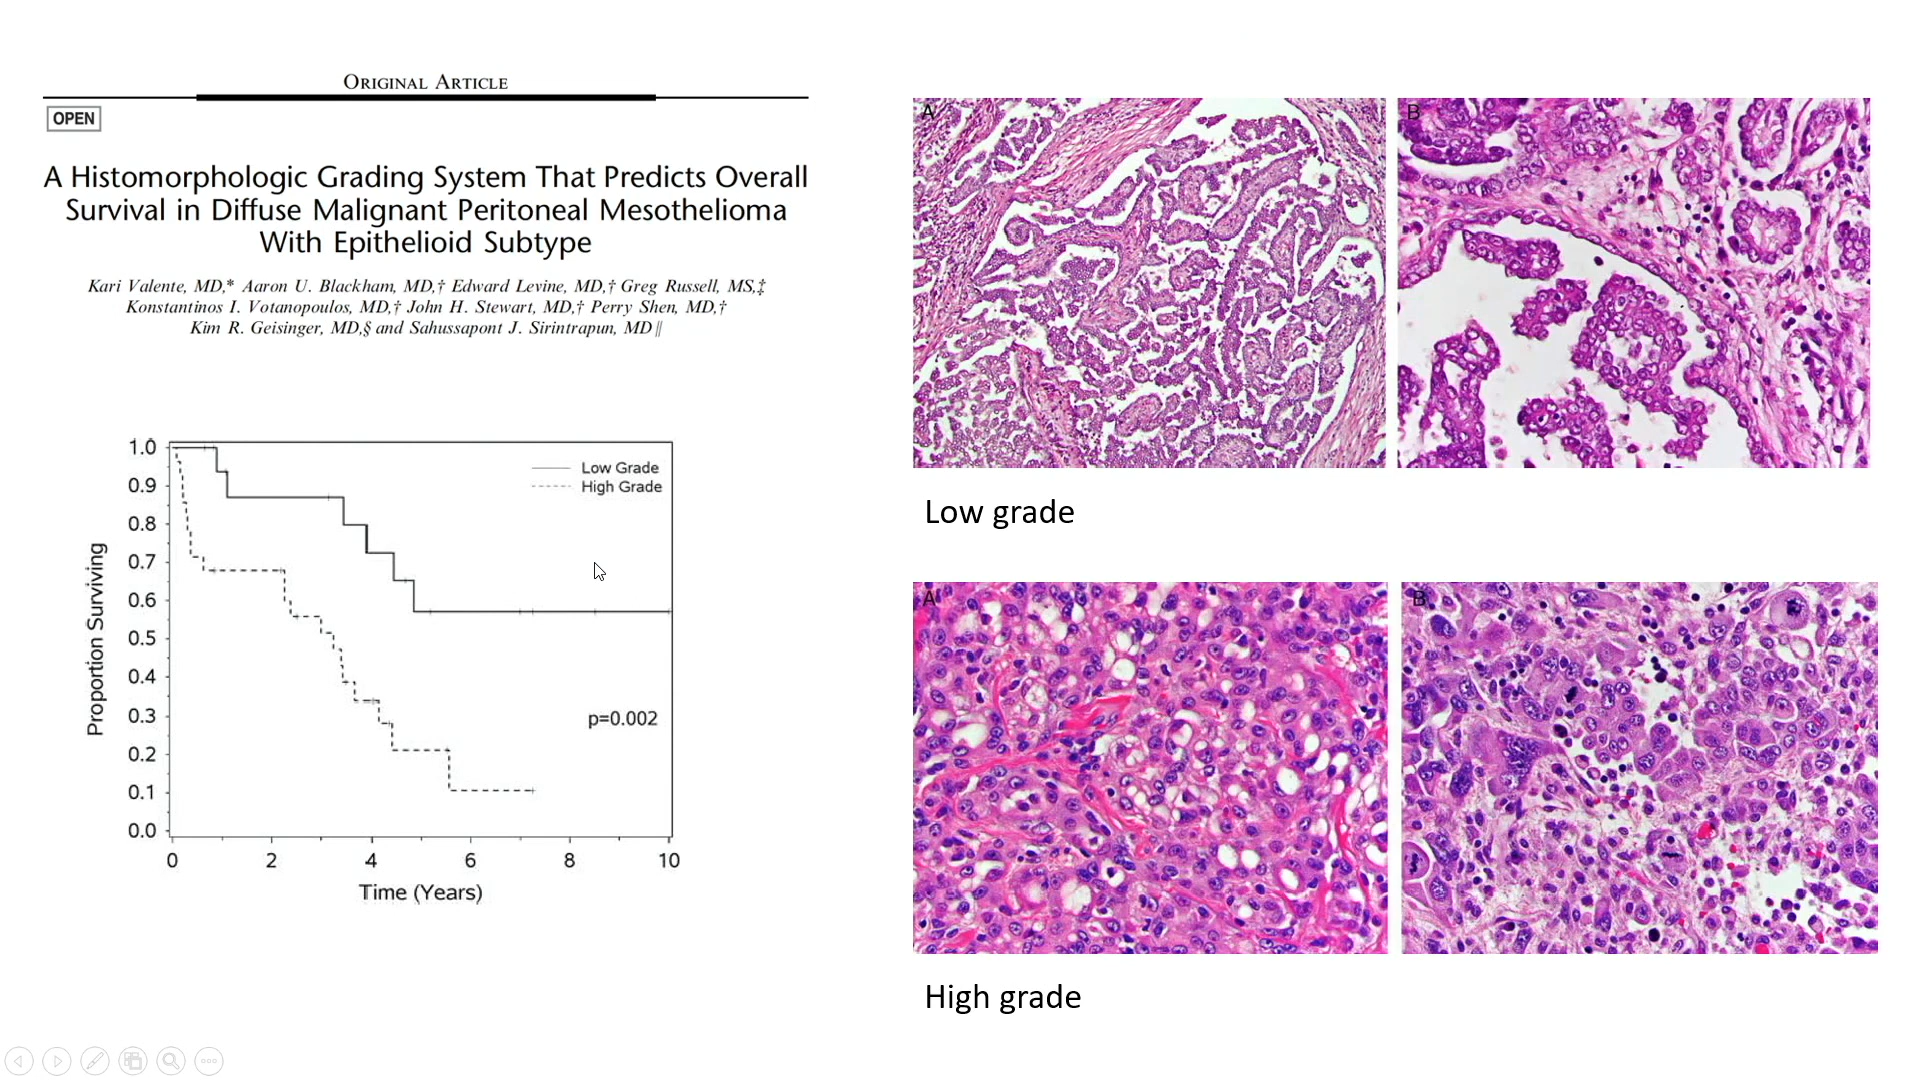 ORIGINAL ARTICLE
OPEN
A Histomorphologic Grading System That Predicts Overall
Survival in Diffuse Malignant Peritoneal Mesothelioma
With Epithelioid Subtype
Kari Valente, MD,* Aaron U. Blackham, MD,† Edward Levine, MD,† Greg Russell, MS,‡
Konstantinos I. Votanopoulos, MD,† John H. Stewart, MD,† Perry Shen, MD,†
Kim R. Geisinger, MD,§ and Sahussapont J. Sirintrapun, MD∥
1.0
0.9
0.8
0.7
0.6
0.5
0.4
0.3
0.2
0.1
0.0
Proportion Surviving
Low Grade
High Grade
p=0.002
0 2 4 6 8 10
Time (Years)
A
B
Low grade
A
B
High grade